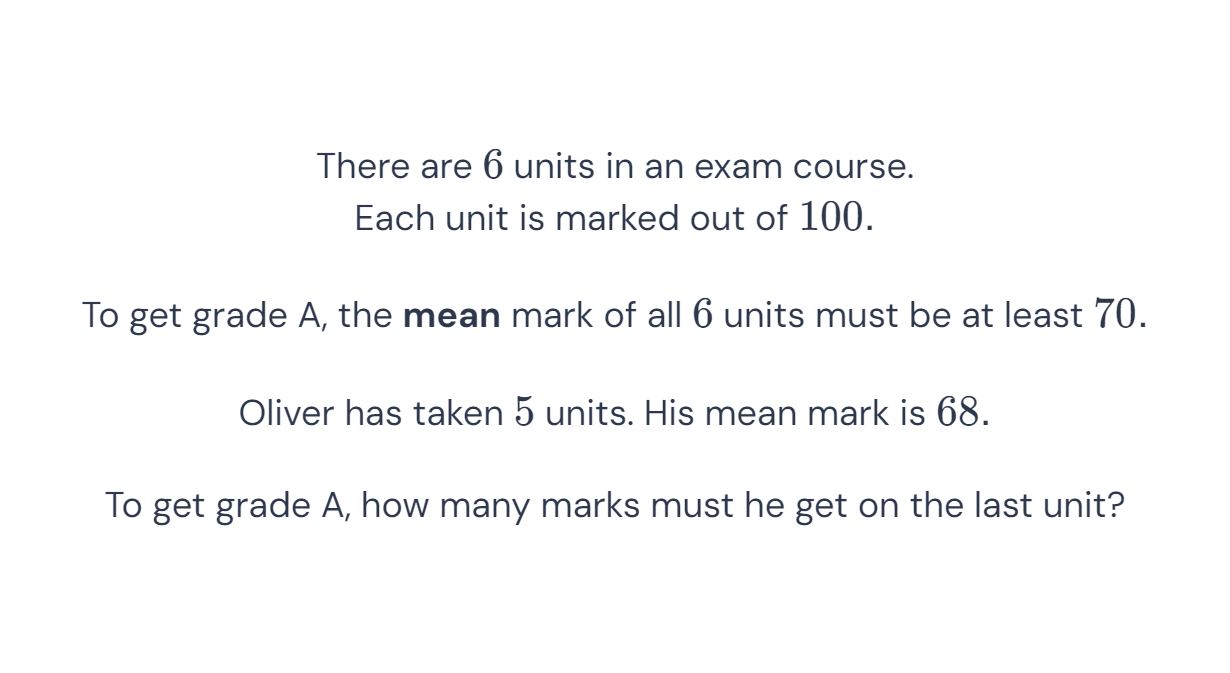 There are 6 units in an exam course.
Each unit is marked out of 100.
To get grade A, the mean mark of all 6 units must be at least 70.
Oliver has taken 5 units. His mean mark is 68.
To get grade A, how many marks must he get on the last unit?